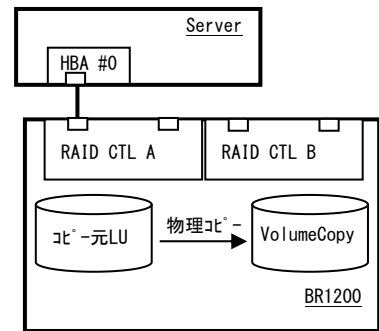 Server
HBA #0
RAID CTL A
RAID CTL B
ｺﾋﾟｰ元LU
物理ｺﾋﾟｰ
VolumeCopy
BR1200